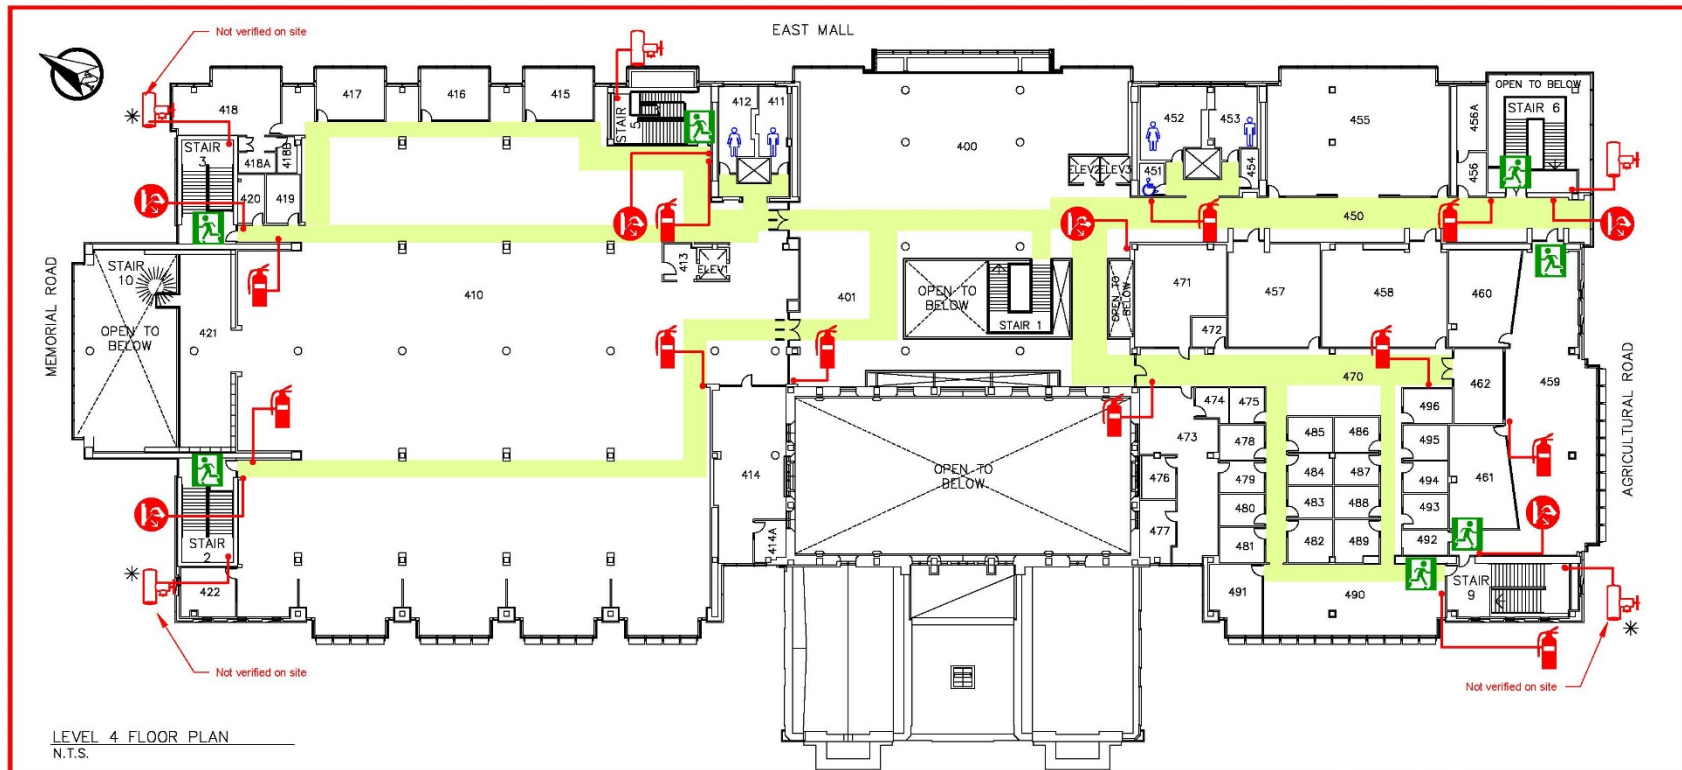 EAST MALL
Not verified on site
418
417
416
415
STAIR
5
412
411
400
452
453
455
456A
OPEN TO BELOW
STAIR 6
STAIR
3
418A
418B
420
419
ELEV2
ELEV3
451
454
456
450
MEMORIAL ROAD
STAIR
10
OPEN TO
BELOW
421
410
413
ELEV1
401
OPEN TO
BELOW
STAIR 1
OPEN TO
BELOW
471
472
457
458
460
470
462
459
AGRICULTURAL ROAD
474
475
473
478
476
479
480
477
481
485
486
484
487
483
488
482
489
496
495
494
493
492
461
414
414A
OPEN TO
BELOW
STAIR
2
422
491
490
STAIR
9
Not verified on site
Not verified on site
LEVEL 4 FLOOR PLAN
N.T.S.